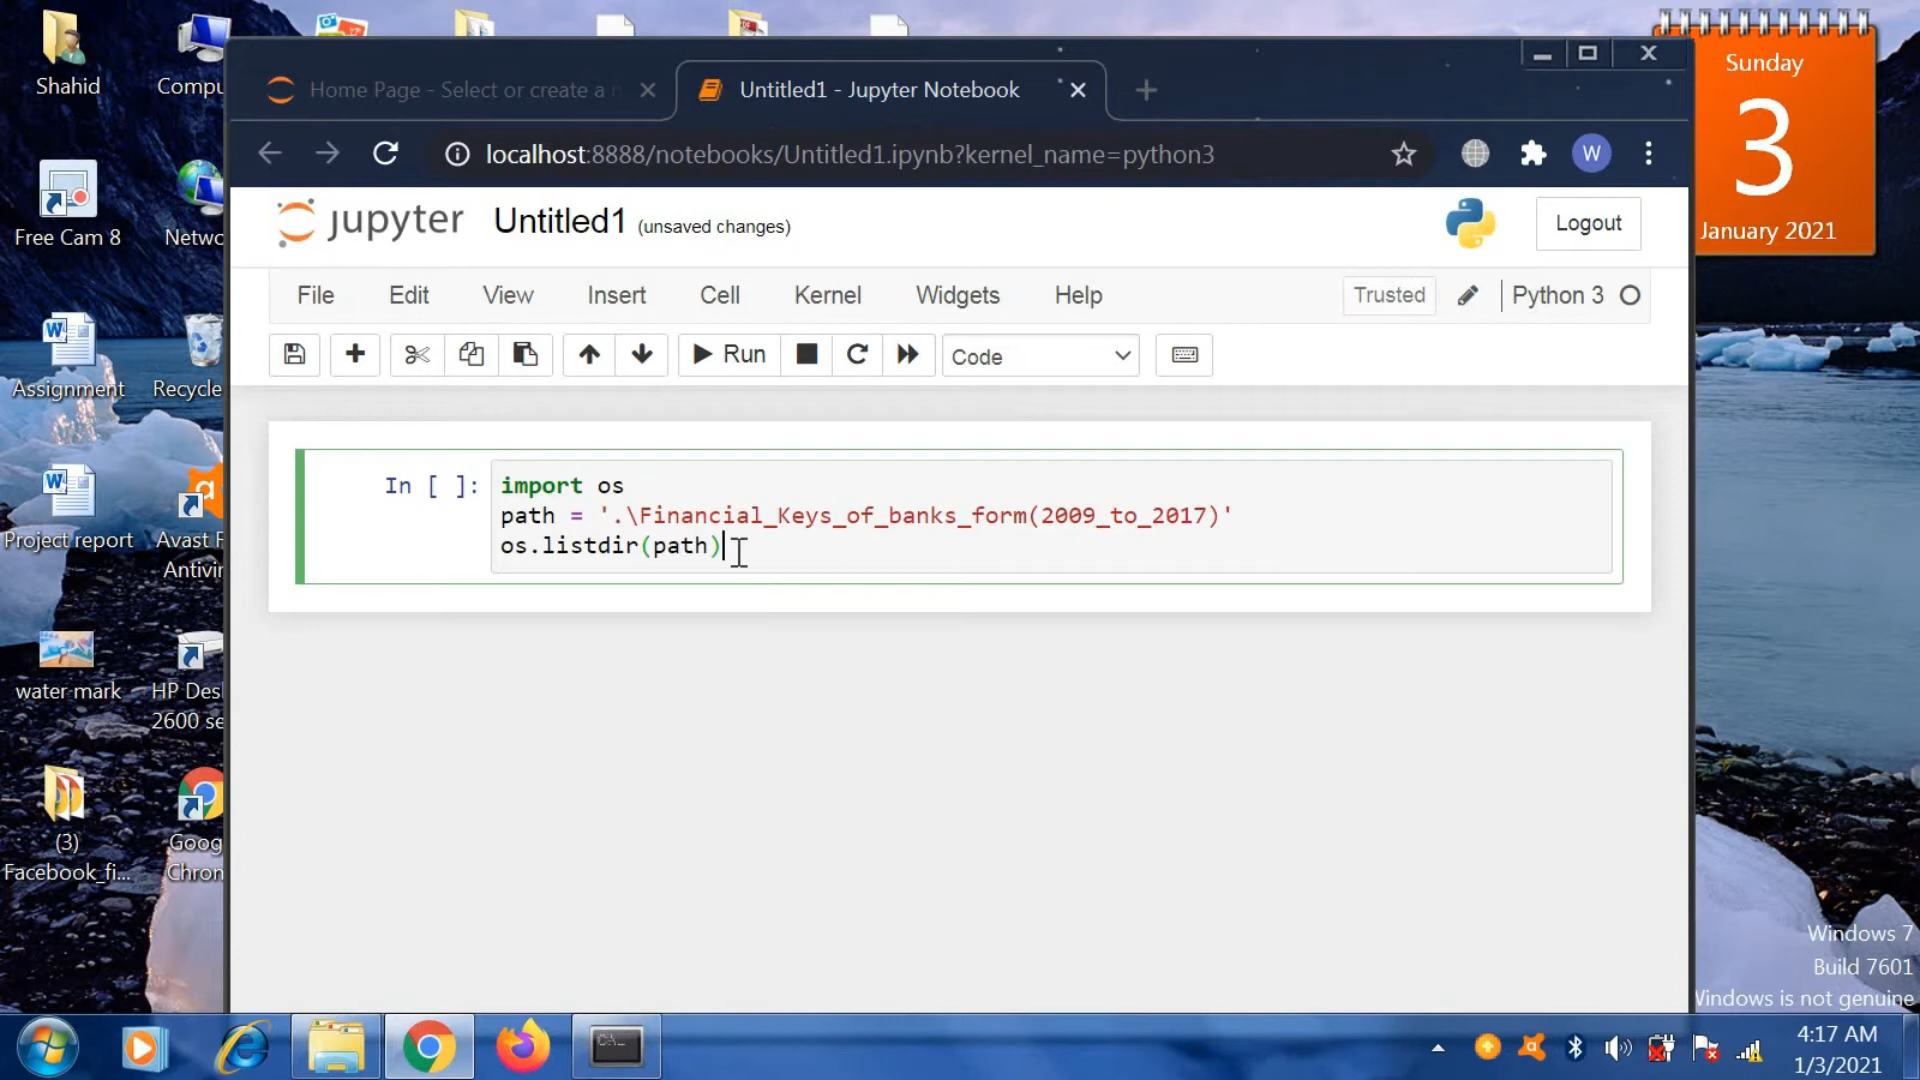 Home Page - Select or create a n
Untitled1 - Jupyter Notebook
localhost:8888/notebooks/Untitled1.ipynb?kernel_name=python3
W
jupyter
Untitled1 (unsaved changes)
Logout
File
Edit
View
Insert
Cell
Kernel
Widgets
Help
Trusted
Python 3
Run
Code
In [ ]:
import os
path = '.\Financial_Keys_of_banks_form(2009_to_2017)'
os.listdir(path)
Shahid
Compu
Free Cam 8
Netwo
Assignment
Recycle
Project report
Avast F
Antivir
water mark
HP Desk
2600 se
(3)
Facebook_fi...
Goog
Chron
Sunday
3
January 2021
Windows 7
Build 7601
Windows is not genuine
4:17 AM
1/3/2021